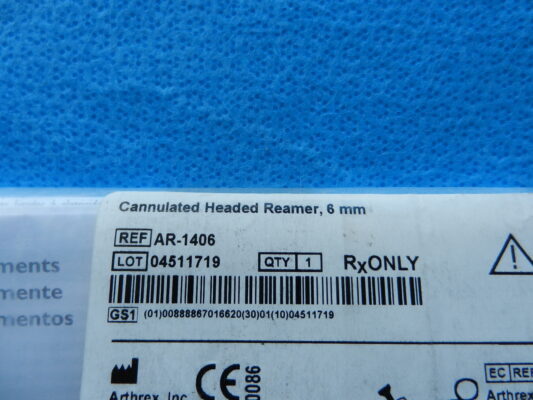 Cannulated Headed Reamer, 6 mm
REF AR-1406
LOT 04511719 QTY 1 RxONLY
ments
mente
mentos
GS1 (01)00888867016620(30)01(10)04511719
Arthrex, Inc.
CE 0086
EC REP
Arthrex